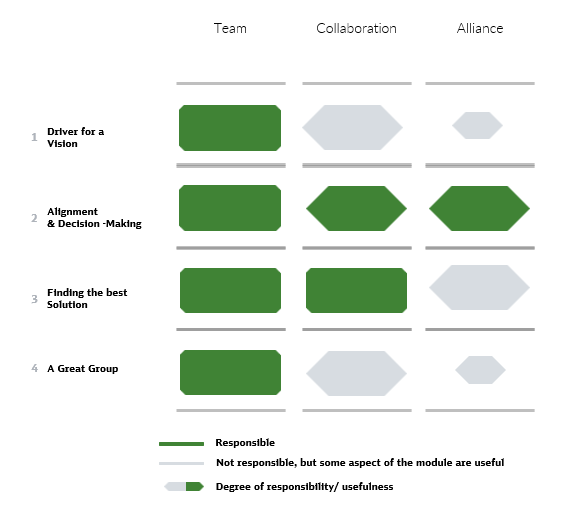 Team Collaboration Alliance
1 Driver for a
Vision
2 Alignment
& Decision -Making
3 Finding the best
Solution
4 A Great Group
Responsible
Not responsible, but some aspect of the module are useful
Degree of responsibility/ usefulness